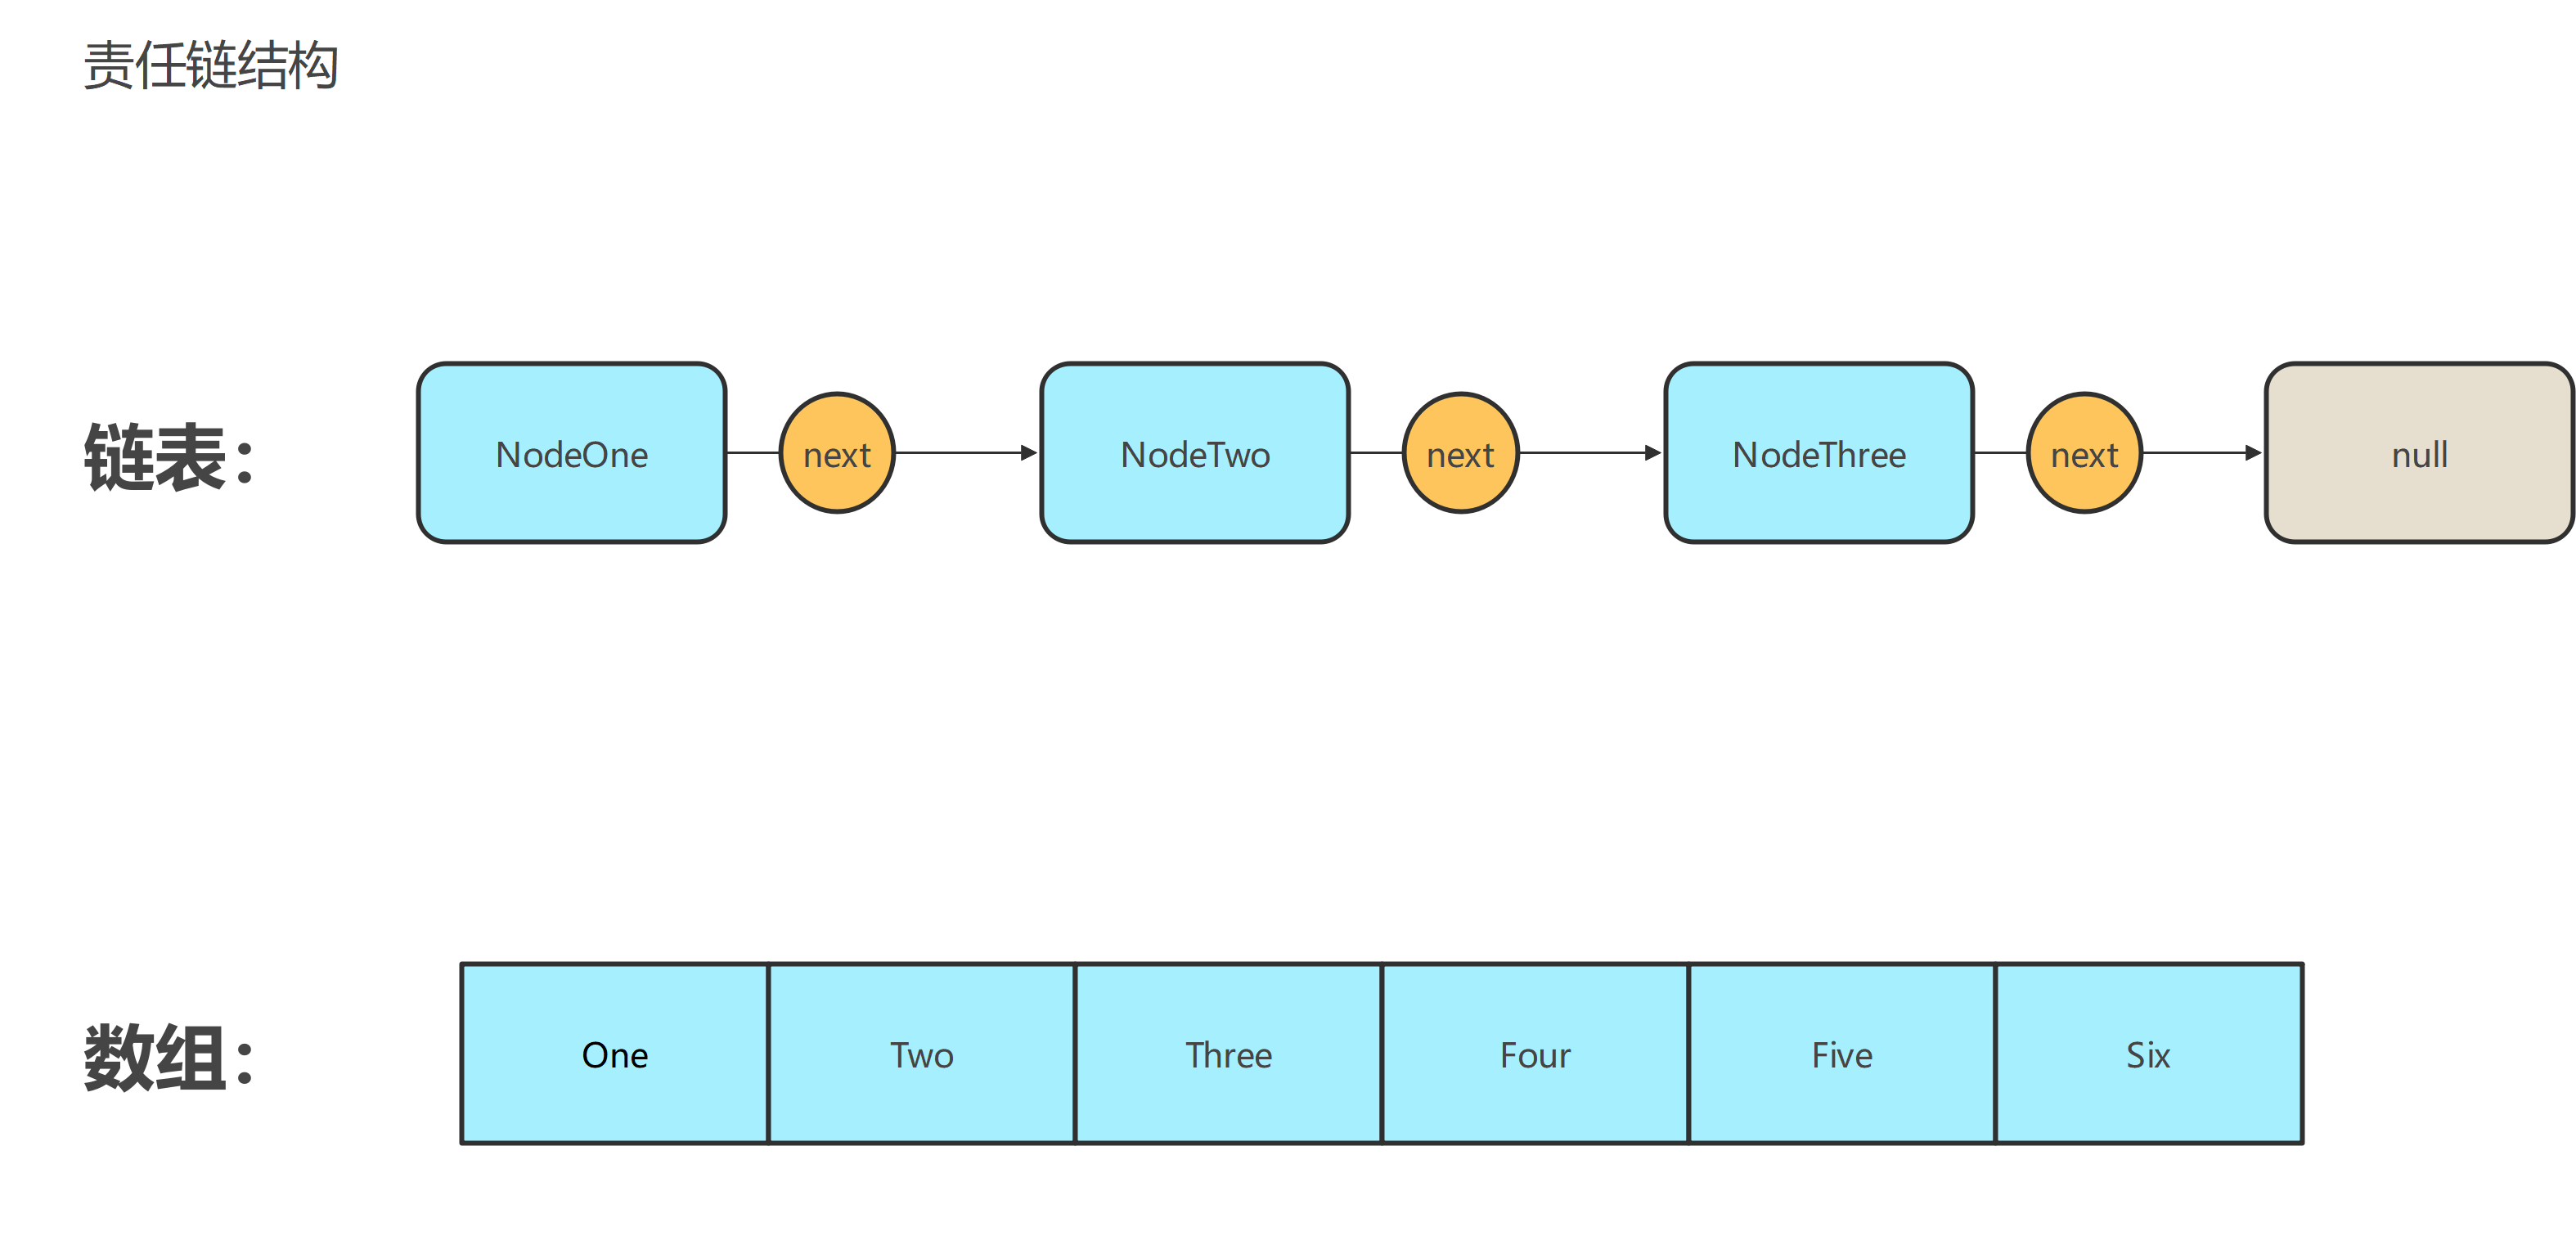 责任链结构
链表：
NodeOne
next
NodeTwo
next
NodeThree
next
null
数组：
One
Two
Three
Four
Five
Six